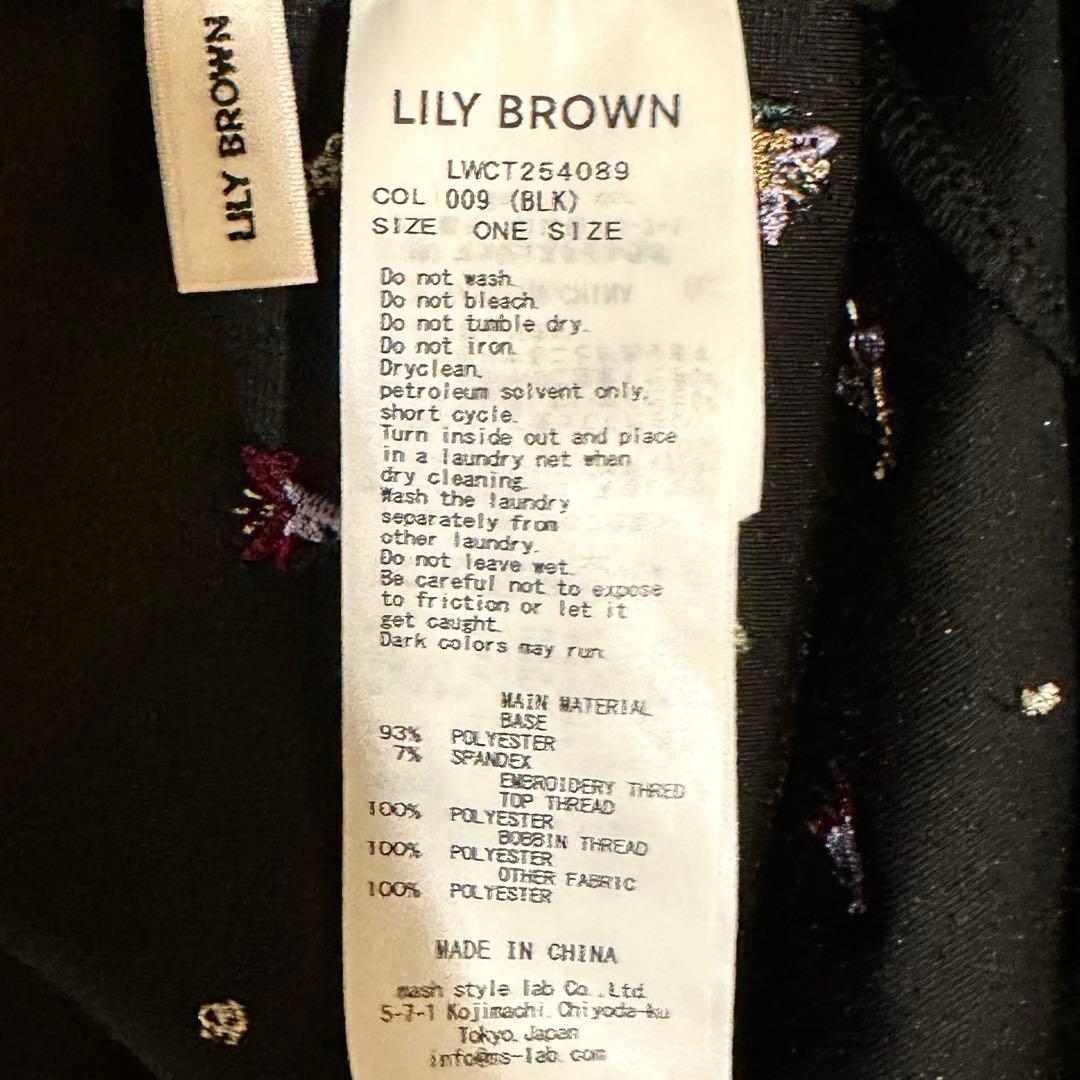 LILY BROWN
LILY BROWN
LWCT254089
COL 009 (BLK)
SIZE ONE SIZE
Do not wash.
Do not bleach.
Do not tumble dry.
Do not iron.
Dryclean.
petroleum solvent only,
short cycle.
Turn inside out and place
in a laundry net when
dry cleaning.
Wash the laundry
separately from
other laundry.
Do not leave wet.
Be careful not to expose
to friction or let it
get caught.
Dark colors may run.
MAIN MATERIAL
BASE
93% POLYESTER
7% SPANDEX
EMBROIDERY THRED
TOP THREAD
100% POLYESTER
BOBBIN THREAD
100% POLYESTER
OTHER FABRIC
100% POLYESTER
MADE IN CHINA
mash style lab Co.,Ltd.
5-7-1 Kojimachi, Chiyoda-ku
Tokyo, Japan
info@ms-lab.com